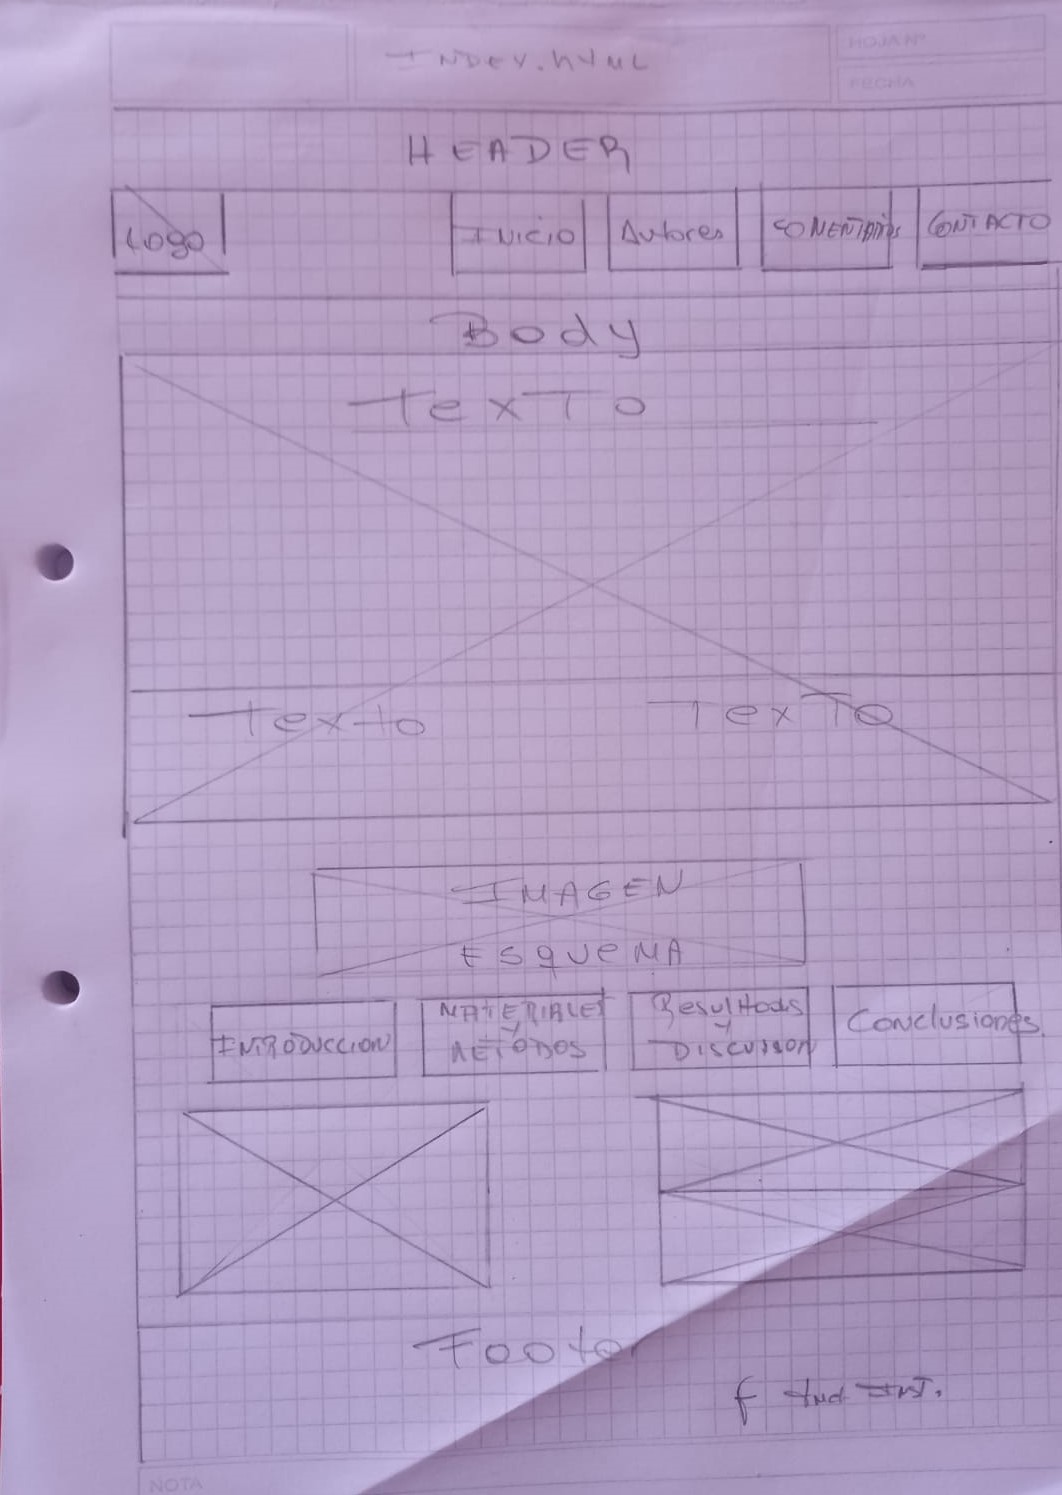 INDEX.HTML
HOJA Nº
FECHA
HEADER
Logo
INicio
Autores
COMENTARIOS
CONTACTO
Body
TexTo
Texto
TexTo
IMAGEN
ESQUEMA
INTRODUCCION
MATERIALES
Y
METODOS
ResulTados
Y
DISCUSION
Conclusiones
Footer
f
INST.
NOTA